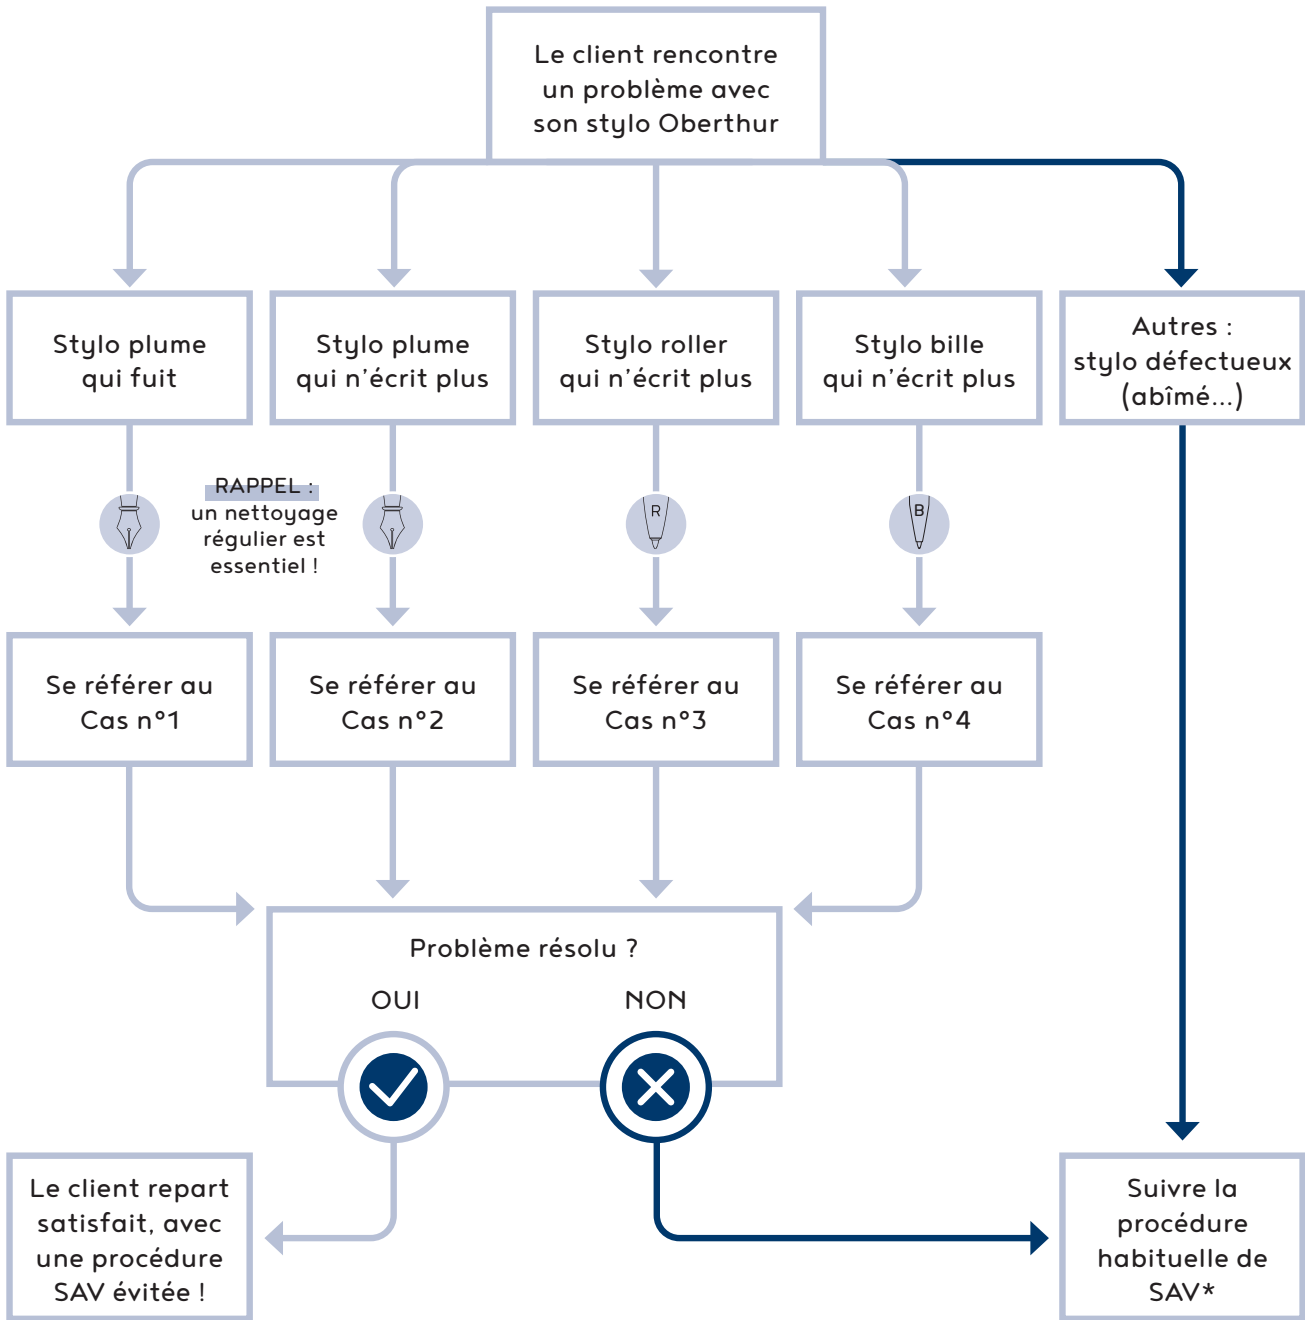 Le client rencontre
un problème avec
son stylo Oberthur
Stylo plume
qui fuit
Stylo plume
qui n'écrit plus
Stylo roller
qui n'écrit plus
Stylo bille
qui n'écrit plus
Autres :
stylo défectueux
(abîmé...)
RAPPEL :
un nettoyage
régulier est
essentiel !
R
B
Se référer au
Cas n°1
Se référer au
Cas n°2
Se référer au
Cas n°3
Se référer au
Cas n°4
Problème résolu ?
OUI
NON
Le client repart
satisfait, avec
une procédure
SAV évitée !
Suivre la
procédure
habituelle de
SAV*